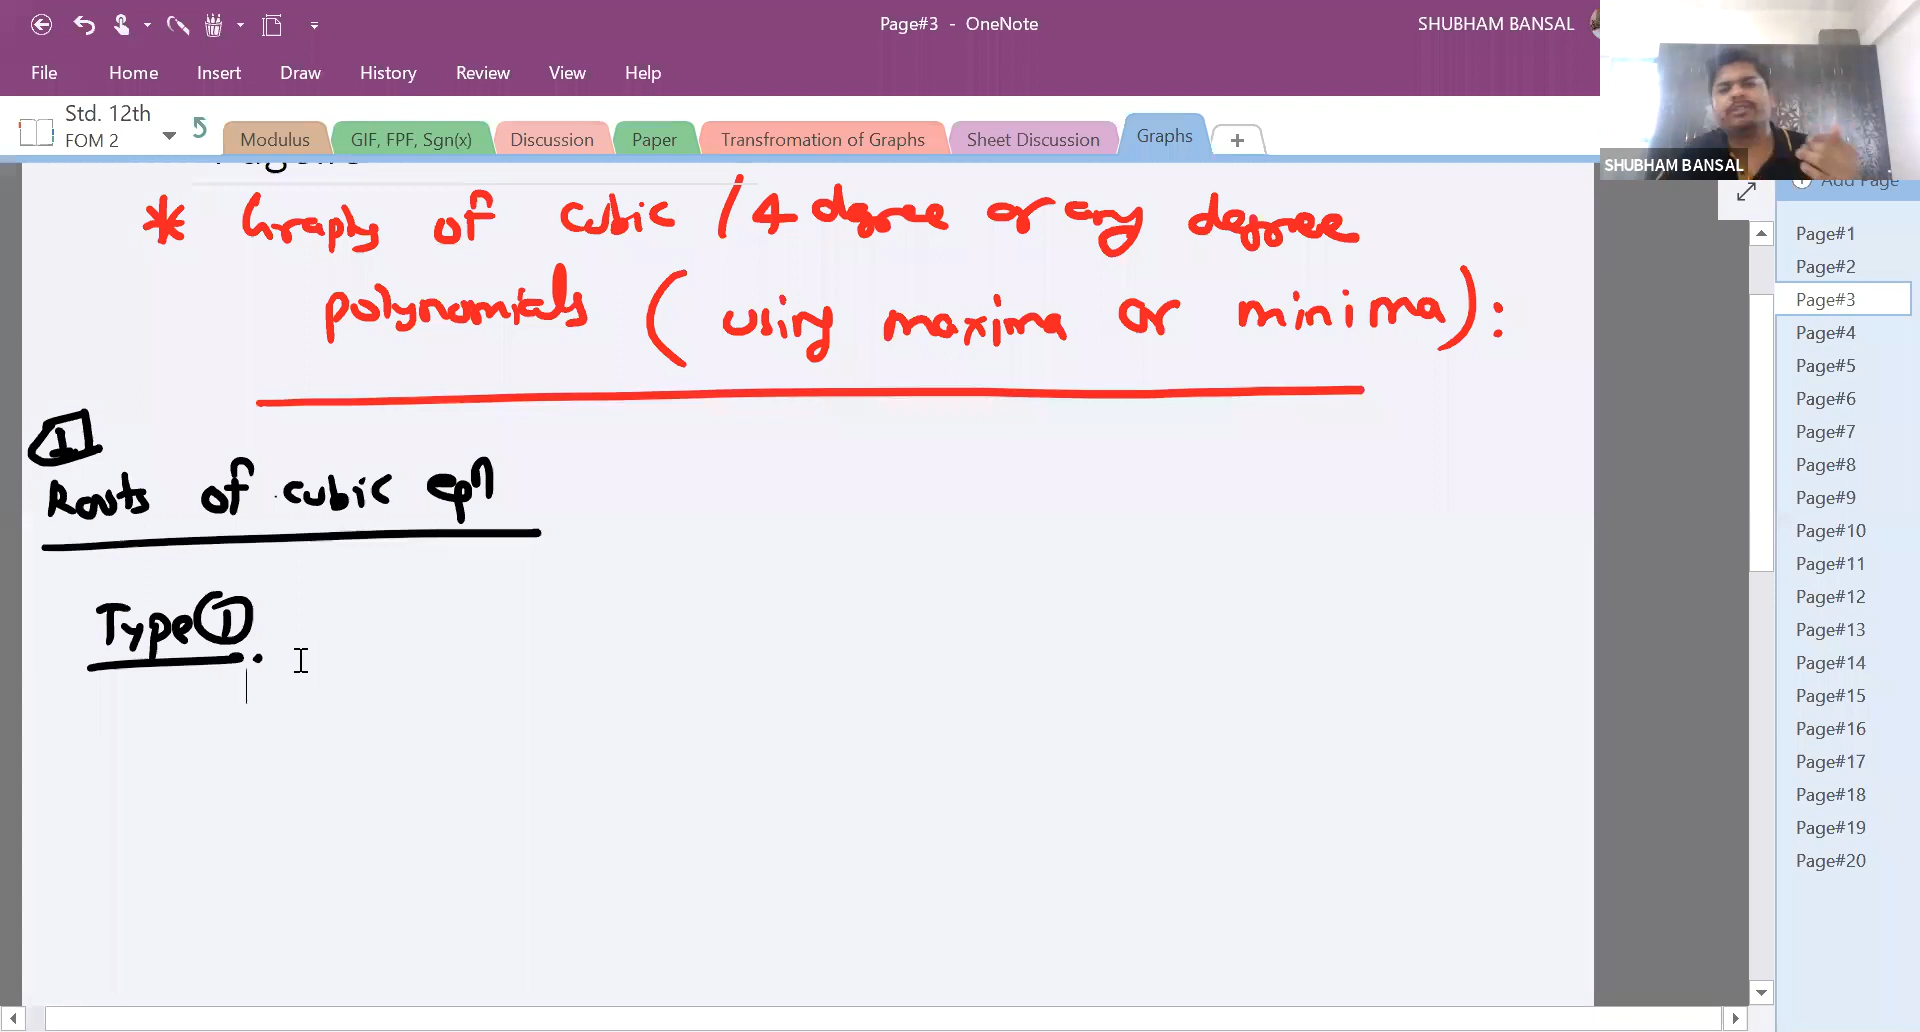 Page#3 - OneNote
SHUBHAM BANSAL
File Home Insert Draw History Review View Help
Std. 12th
FOM 2
Modulus
GIF, FPF, Sgn(x)
Discussion
Paper
Transfromation of Graphs
Sheet Discussion
Graphs
SHUBHAM BANSAL
Add Page
* Graphs of cubic / 4 degree or any degree
polynomials ( using maxima or minima ) :
I
Roots of cubic eqn
Type ①
Page#1
Page#2
Page#3
Page#4
Page#5
Page#6
Page#7
Page#8
Page#9
Page#10
Page#11
Page#12
Page#13
Page#14
Page#15
Page#16
Page#17
Page#18
Page#19
Page#20